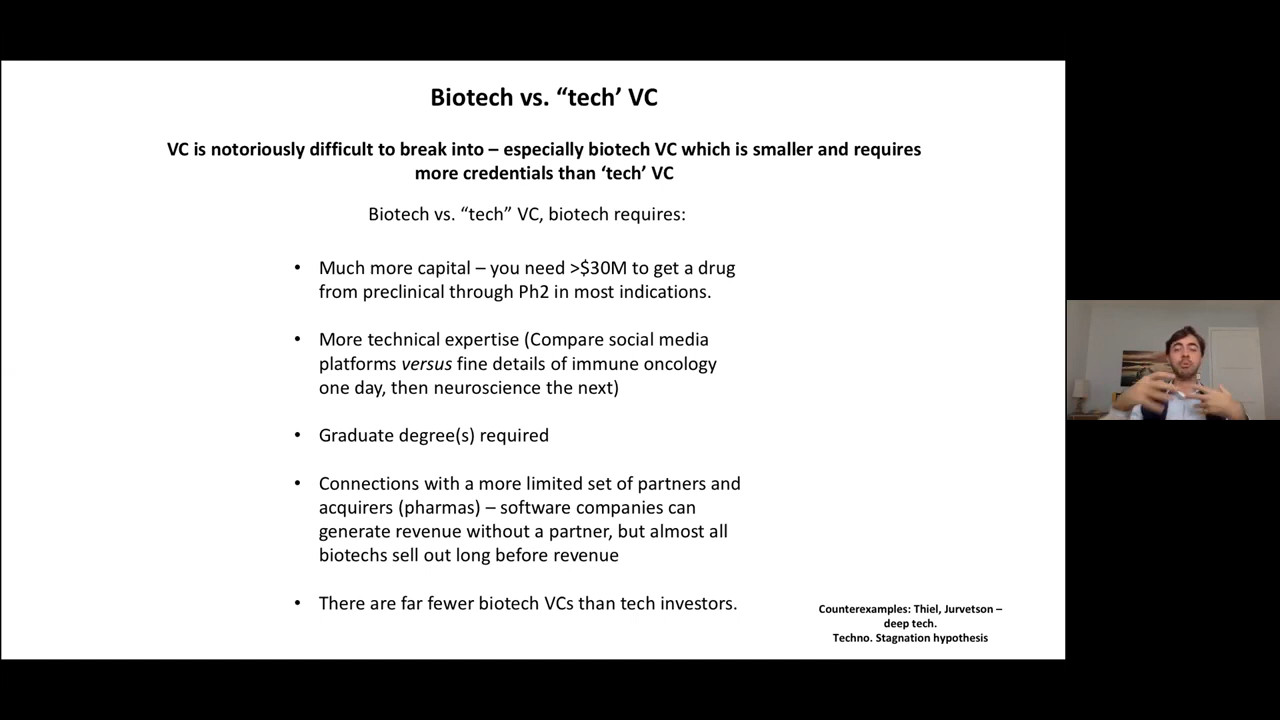 Biotech vs. “tech’ VC
VC is notoriously difficult to break into – especially biotech VC which is smaller and requires
more credentials than ‘tech’ VC
Biotech vs. “tech” VC, biotech requires:
• Much more capital – you need >$30M to get a drug
from preclinical through Ph2 in most indications.
• More technical expertise (Compare social media
platforms versus fine details of immune oncology
one day, then neuroscience the next)
• Graduate degree(s) required
• Connections with a more limited set of partners and
acquirers (pharmas) – software companies can
generate revenue without a partner, but almost all
biotechs sell out long before revenue
• There are far fewer biotech VCs than tech investors.
Counterexamples: Thiel, Jurvetson –
deep tech.
Techno. Stagnation hypothesis